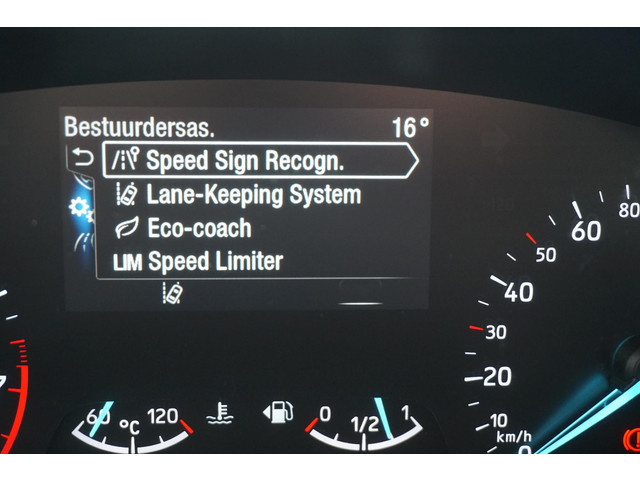 Bestuurdersas. 16°
Speed Sign Recogn.
Lane-Keeping System
Eco-coach
LIM Speed Limiter
80
60
50
40
30
20
10
km/h
0
60 °C 120
0 1/2 1
7